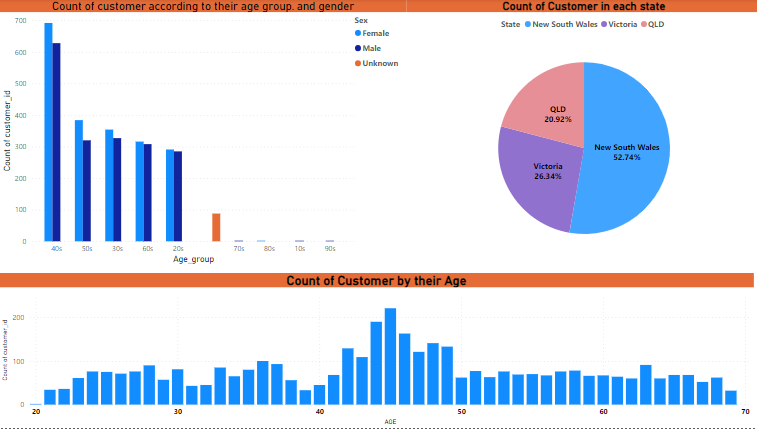 Count of customer according to their age group. and gender
Count of customer_id
700
600
500
400
300
200
100
0
40s 50s 30s 60s 20s 70s 80s 10s 90s
Age_group
Sex
Female
Male
Unknown
Count of Customer in each state
State New South Wales Victoria QLD
QLD
20.92%
New South Wales
52.74%
Victoria
26.34%
Count of Customer by their Age
Count of customer_id
200
100
0
20 30 40 50 60 70
AGE